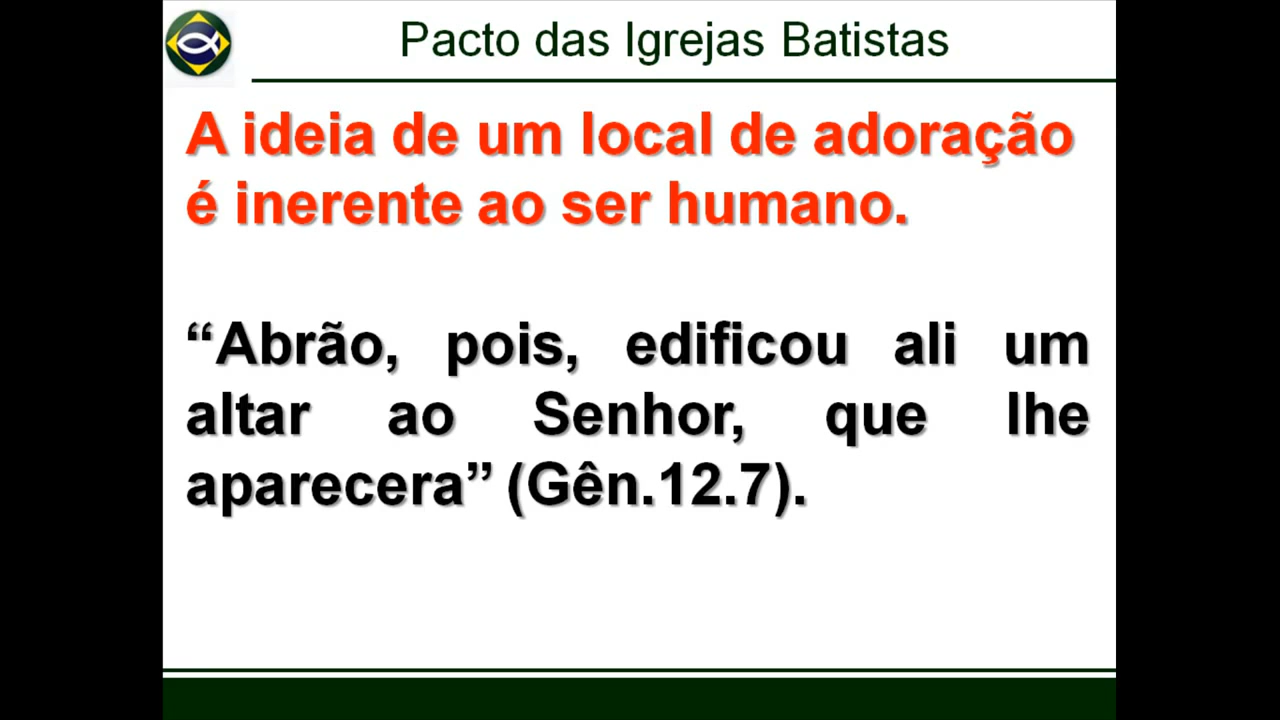 Pacto das Igrejas Batistas
A ideia de um local de adoração
é inerente ao ser humano.
“Abrão, pois, edificou ali um
altar ao Senhor, que lhe
aparecera” (Gên.12.7).